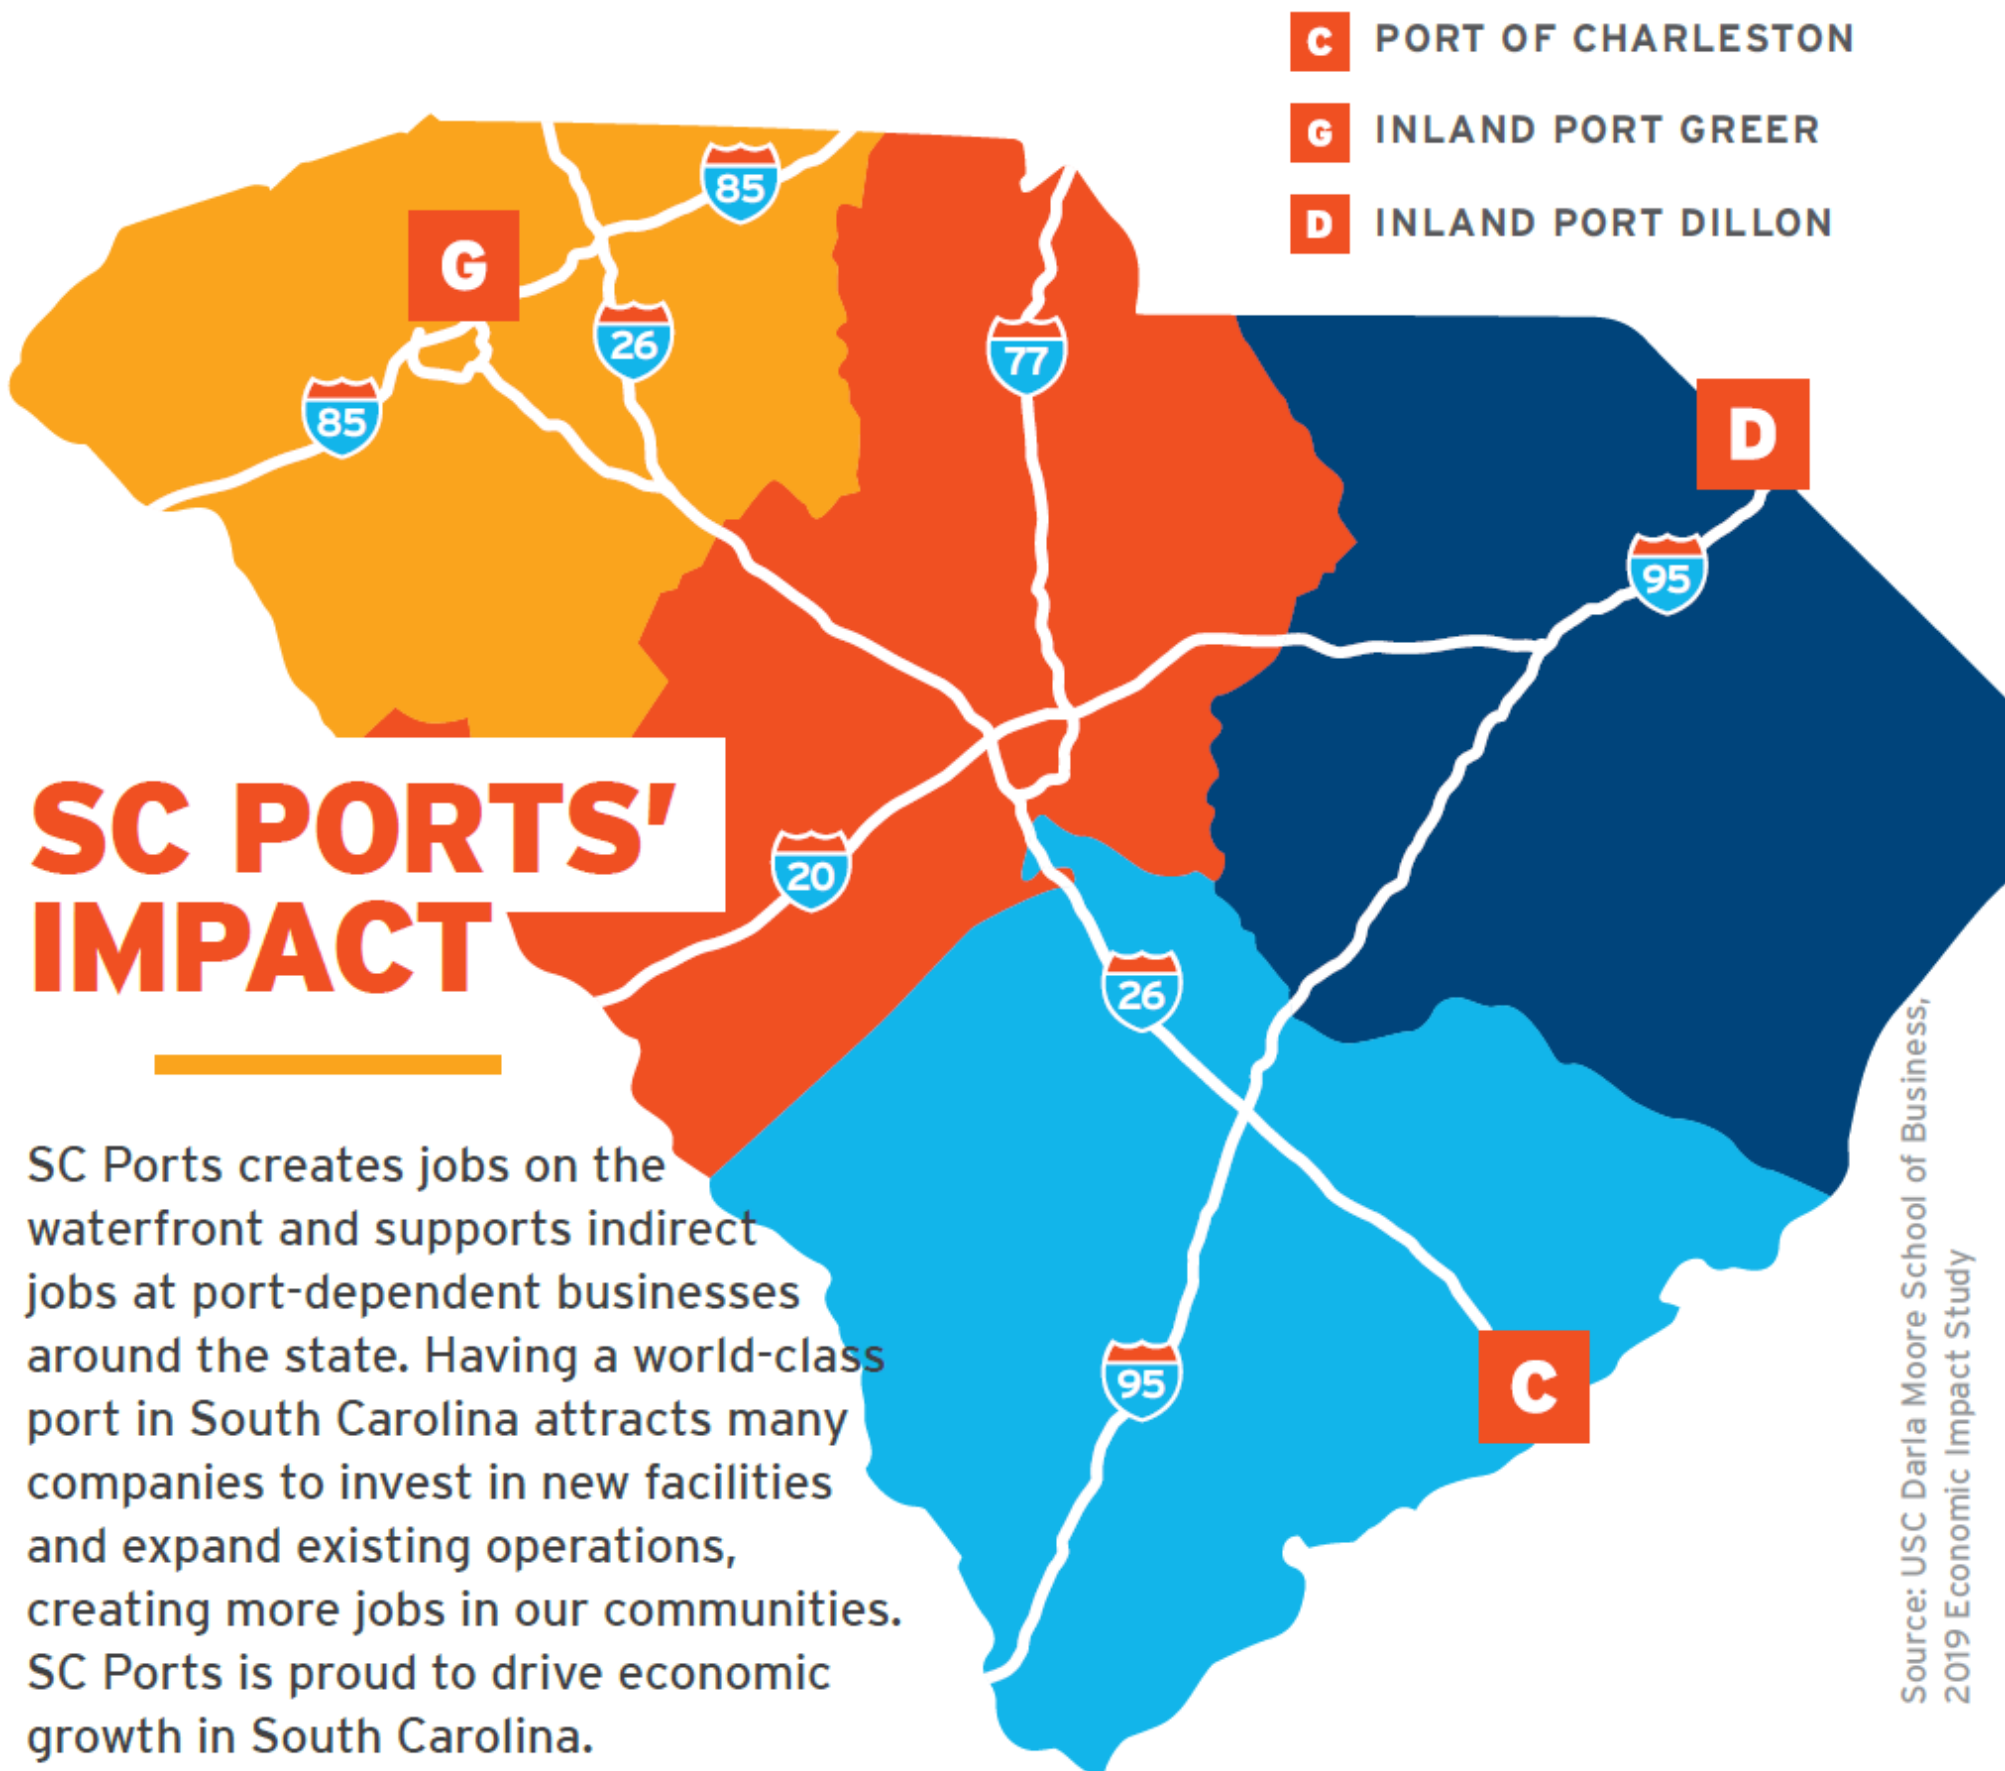 C PORT OF CHARLESTON
G INLAND PORT GREER
D INLAND PORT DILLON
85
G
26
77
85
D
95
SC PORTS'
IMPACT
20
26
SC Ports creates jobs on the
waterfront and supports indirect
jobs at port-dependent businesses
around the state. Having a world-class
port in South Carolina attracts many
companies to invest in new facilities
and expand existing operations,
creating more jobs in our communities.
SC Ports is proud to drive economic
growth in South Carolina.
95
C
Source: USC Darla Moore School of Business,
2019 Economic Impact Study